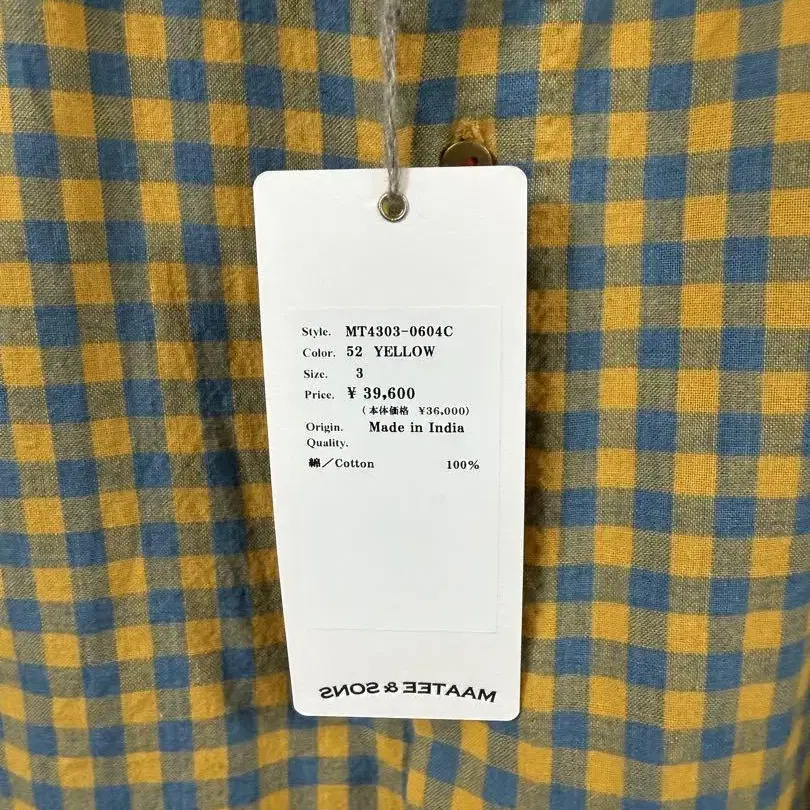 Style. MT4303-0604C
Color. 52 YELLOW
Size. 3
Price. ¥ 39,600
(本体価格 ¥36,000)
Origin. Made in India
Quality.
綿/Cotton 100%
MAATEE & SONS